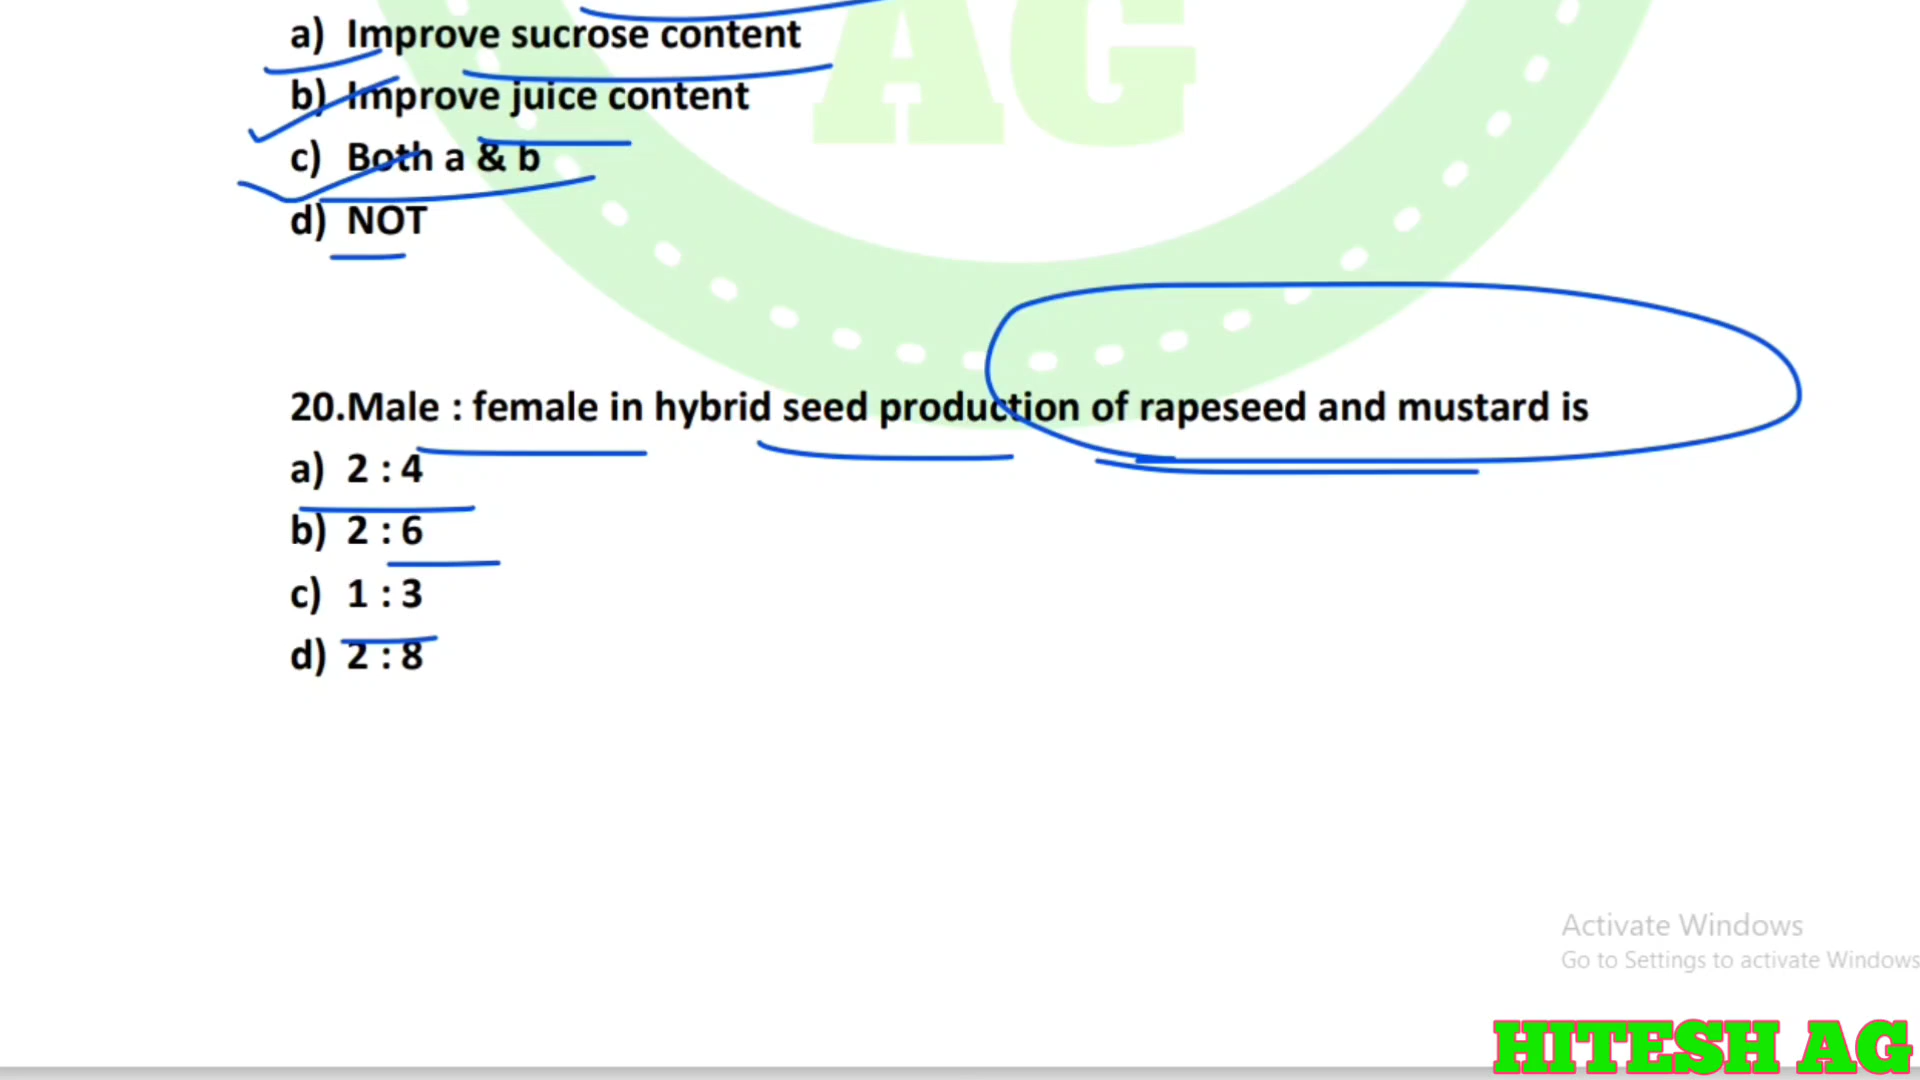 AG
a) Improve sucrose content
b) Improve juice content
c) Both a & b
d) NOT
20.Male : female in hybrid seed production of rapeseed and mustard is
a) 2 : 4
b) 2 : 6
c) 1 : 3
d) 2 : 8
Activate Windows
Go to Settings to activate Windows
HITESH AG